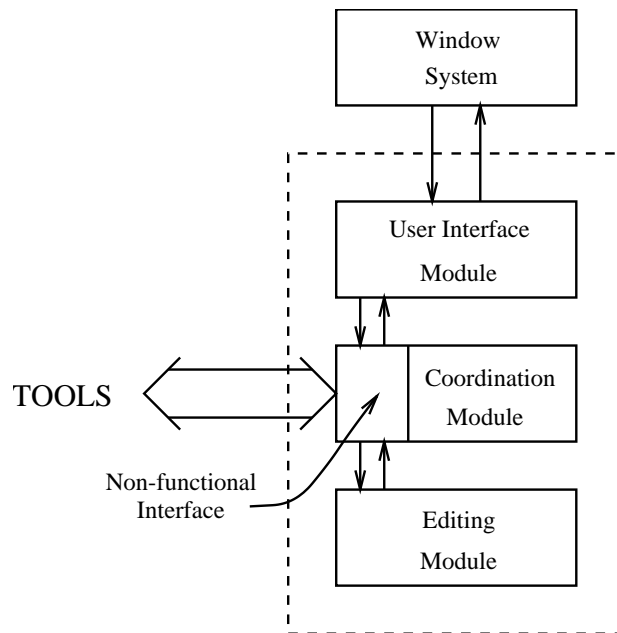 Window
System
User Interface
Module
TOOLS
Coordination
Module
Non-functional
Interface
Editing
Module